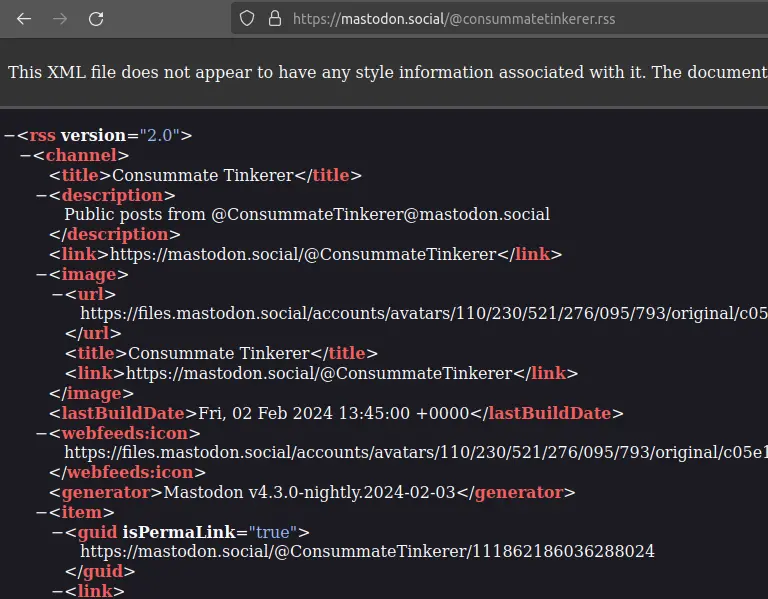 https://mastodon.social/@consummatetinkerer.rss
This XML file does not appear to have any style information associated with it. The document
−<rss version="2.0">
−<channel>
<title>Consummate Tinkerer</title>
−<description>
Public posts from @ConsummateTinkerer@mastodon.social
</description>
<link>https://mastodon.social/@ConsummateTinkerer</link>
−<image>
−<url>
https://files.mastodon.social/accounts/avatars/110/230/521/276/095/793/original/c05
</url>
<title>Consummate Tinkerer</title>
<link>https://mastodon.social/@ConsummateTinkerer</link>
</image>
<lastBuildDate>Fri, 02 Feb 2024 13:45:00 +0000</lastBuildDate>
−<webfeeds:icon>
https://files.mastodon.social/accounts/avatars/110/230/521/276/095/793/original/c05e1
</webfeeds:icon>
<generator>Mastodon v4.3.0-nightly.2024-02-03</generator>
−<item>
−<guid isPermaLink="true">
https://mastodon.social/@ConsummateTinkerer/111862186036288024
</guid>
−<link>